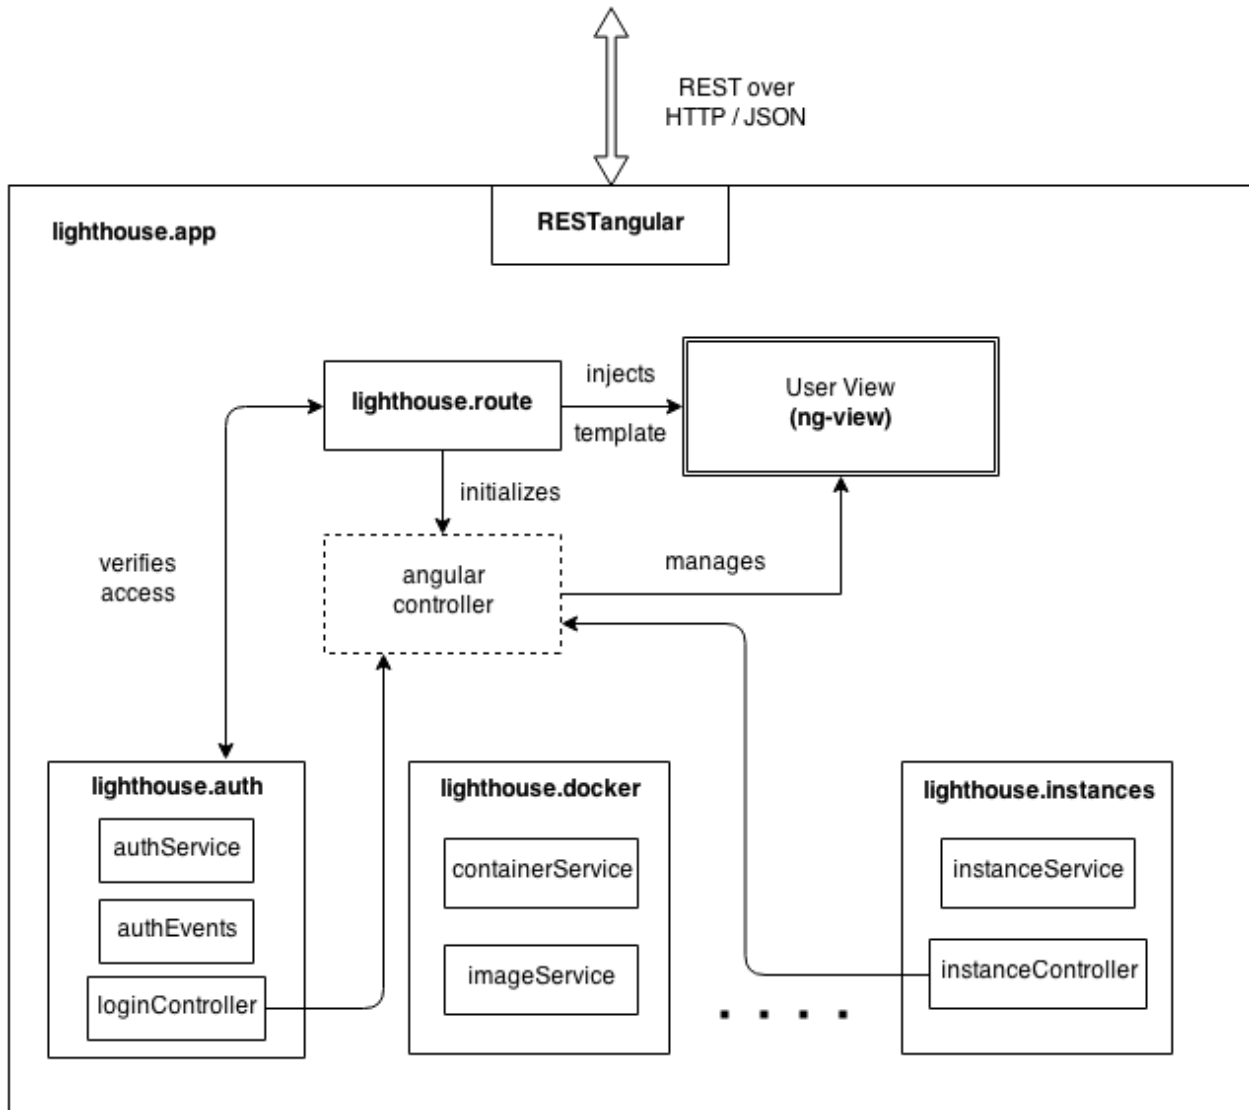 REST over
HTTP / JSON
RESTangular
lighthouse.app
lighthouse.route
injects
template
User View
(ng-view)
initializes
verifies
access
angular
controller
manages
lighthouse.auth
authService
authEvents
loginController
lighthouse.docker
containerService
imageService
lighthouse.instances
instanceService
instanceController